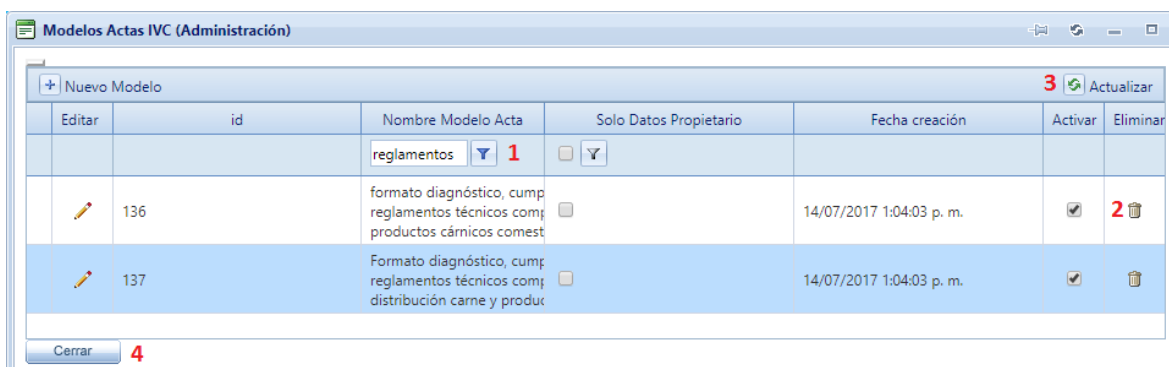 Modelos Actas IVC (Administración)
Nuevo Modelo 3 Actualizar
Editar id Nombre Modelo Acta Solo Datos Propietario Fecha creación Activar Eliminar
reglamentos 1
formato diagnóstico, cump
136 reglamentos técnicos comp 14/07/2017 1:04:03 p. m. 2
productos cárnicos comest
Formato diagnóstico, cump
137 reglamentos técnicos comp 14/07/2017 1:04:03 p. m.
distribución carne y produc
Cerrar 4